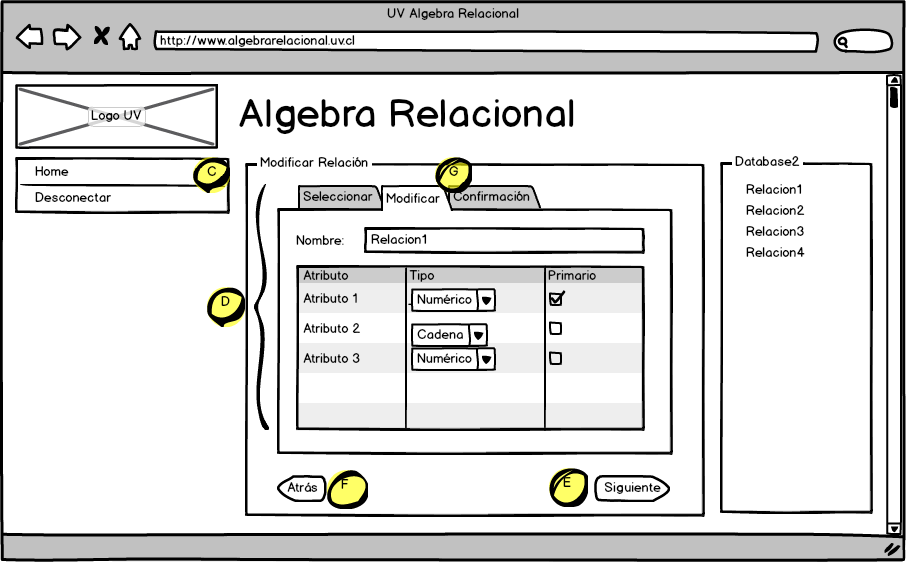 UV Algebra Relacional
http://www.algebrarelacional.uv.cl
Logo UV
Algebra Relacional
Home
C
Desconectar
Modificar Relación
G
Seleccionar
Modificar
Confirmación
Nombre:
Relacion1
Atributo
Tipo
Primario
Atributo 1
Numérico
D
Atributo 2
Cadena
Atributo 3
Numérico
Atrás
F
E
Siguiente
Database2
Relacion1
Relacion2
Relacion3
Relacion4